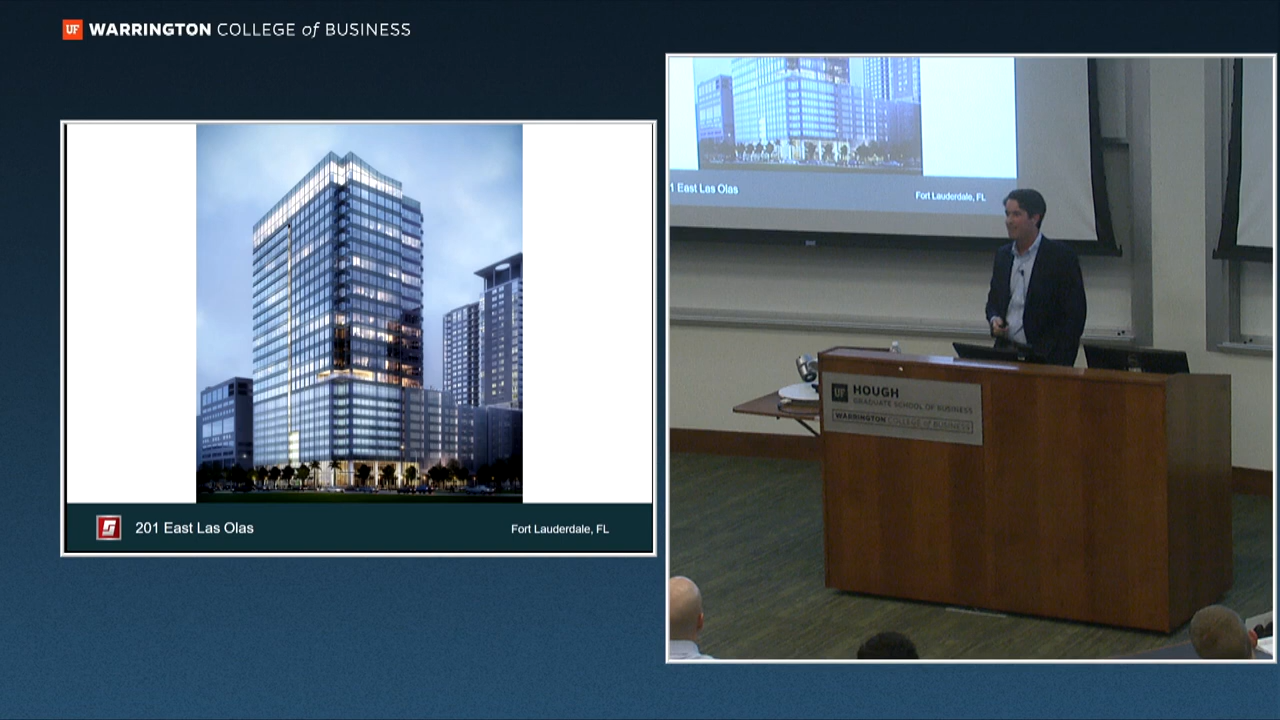 UF WARRINGTON COLLEGE of BUSINESS
201 East Las Olas
Fort Lauderdale, FL
1 East Las Olas
Fort Lauderdale, FL
UF HOUGH
GRADUATE SCHOOL OF BUSINESS
WARRINGTON COLLEGE of BUSINESS